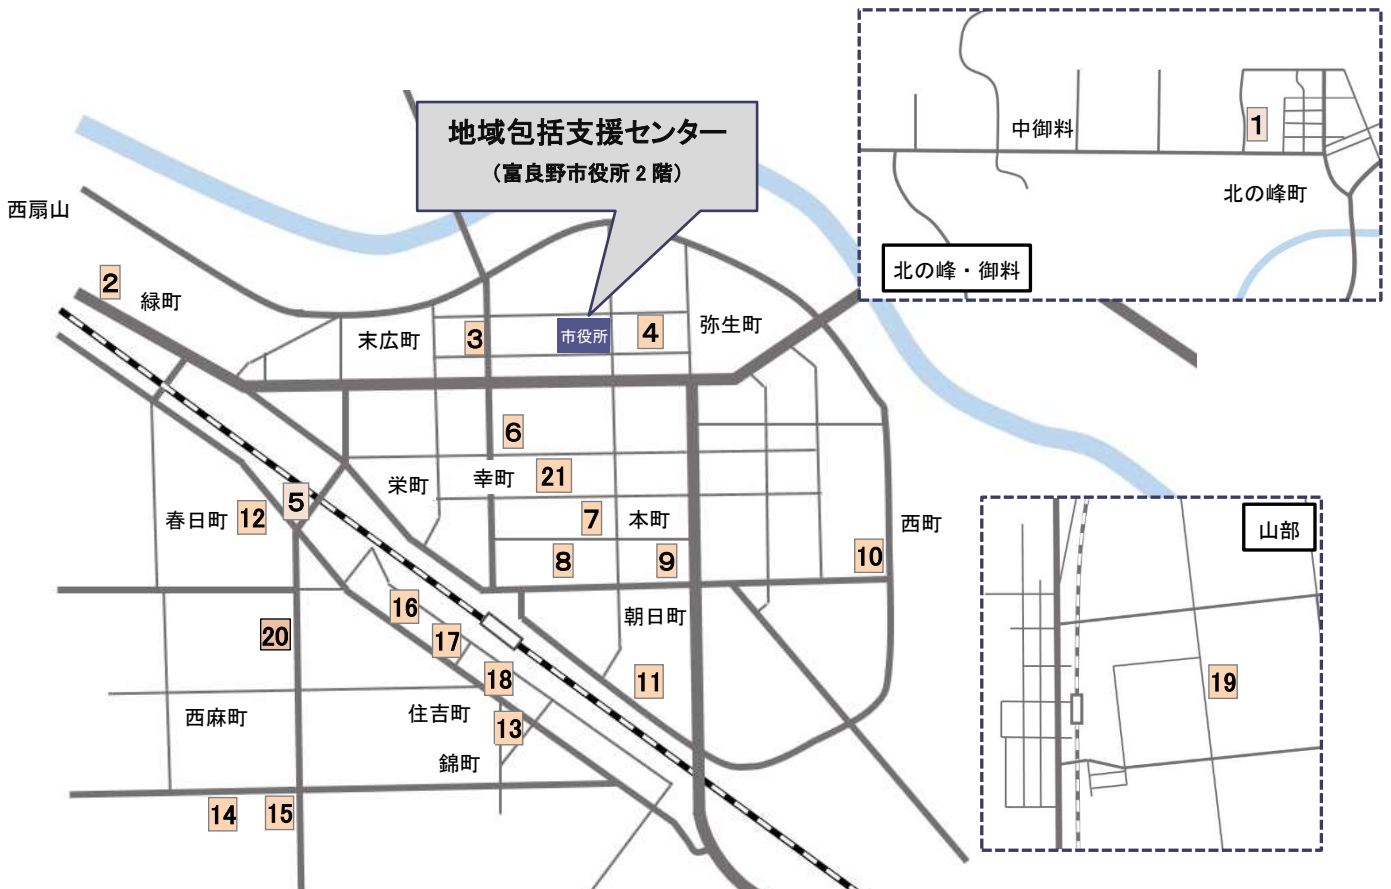 地域包括支援センター
（富良野市役所２階）
中御料
1
北の峰町
北の峰・御料
西扇山
2
緑町
末広町
3
市役所
4
弥生町
6
栄町
幸町
21
5
春日町
12
7
本町
西町
8
9
10
16
朝日町
20
17
18
11
西麻町
住吉町
13
錦町
14
15
山部
19